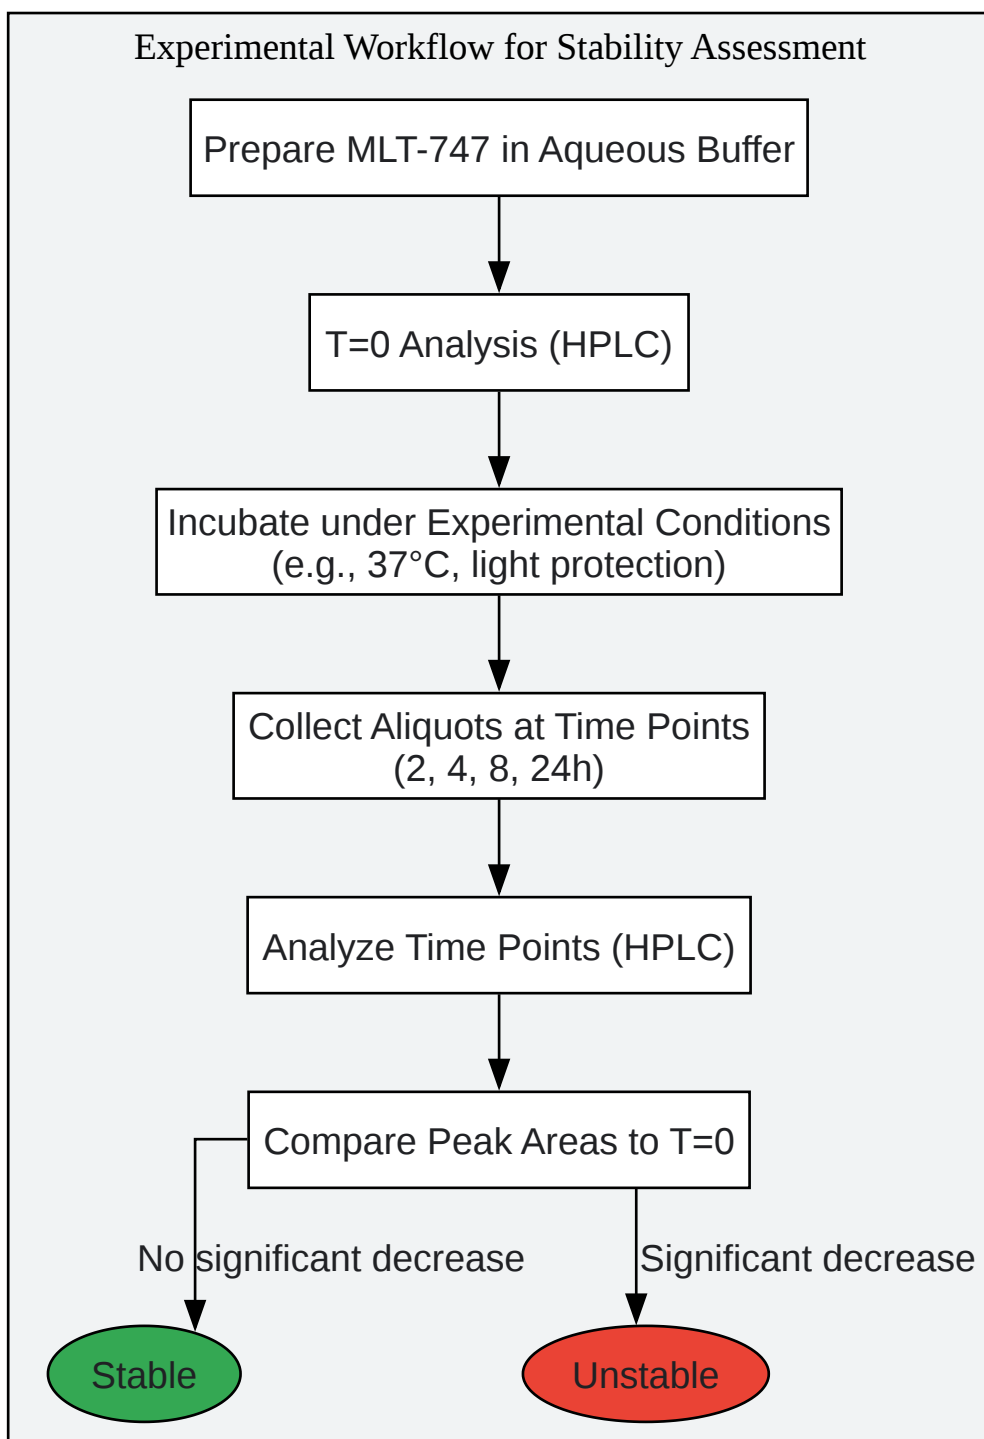 Experimental Workflow for Stability Assessment
Prepare MLT-747 in Aqueous Buffer
T=0 Analysis (HPLC)
Incubate under Experimental Conditions
(e.g., 37°C, light protection)
Collect Aliquots at Time Points
(2, 4, 8, 24h)
Analyze Time Points (HPLC)
Compare Peak Areas to T=0
No significant decrease
Significant decrease
Stable
Unstable